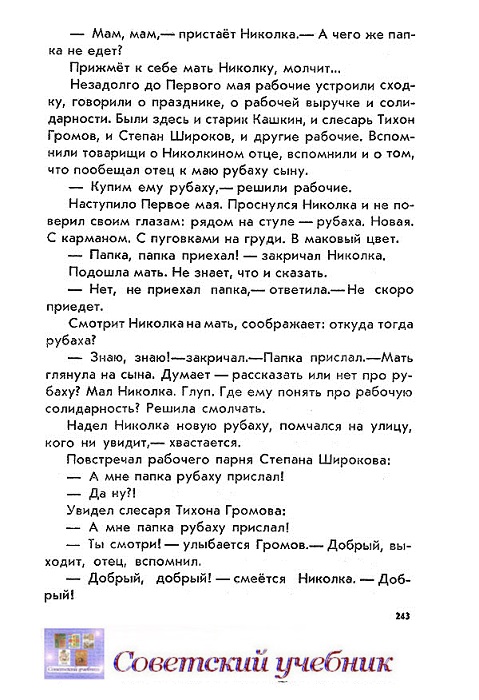 — Мам, мам,— пристаёт Николка.— А чего же пап-
ка не едет?
Прижмёт к себе мать Николку, молчит...
Незадолго до Первого мая рабочие устроили сход-
ку, говорили о празднике, о рабочей выручке и соли-
дарности. Были здесь и старик Кашкин, и слесарь Тихон
Громов, и Степан Широков, и другие рабочие. Вспом-
нили товарищи о Николкином отце, вспомнили и о том,
что пообещал отец к маю рубаху сыну.
— Купим ему рубаху,— решили рабочие.
Наступило Первое мая. Проснулся Николка и не по-
верил своим глазам: рядом на стуле — рубаха. Новая.
С карманом. С пуговками на груди. В маковый цвет.
— Папка, папка приехал! — закричал Николка.
Подошла мать. Не знает, что и сказать.
— Нет, не приехал папка,— ответила.— Не скоро
приедет.
Смотрит Николка на мать, соображает: откуда тогда
рубаха?
— Знаю, знаю!—закричал.—Папка прислал.—Мать
глянула на сына. Думает — рассказать или нет про ру-
баху? Мал Николка. Глуп. Где ему понять про рабочую
солидарность? Решила смолчать.
Надел Николка новую рубаху, помчался на улицу,
кого ни увидит,— хвастается.
Повстречал рабочего парня Степана Широкова:
— А мне папка рубаху прислал!
— Да ну?!
Увидел слесаря Тихона Громова:
— А мне папка рубаху прислал!
— Ты смотри! — улыбается Громов.— Добрый, вы-
ходит, отец, вспомнил.
— Добрый, добрый! — смеётся Николка. — Доб-
рый!
243
Советский учебник